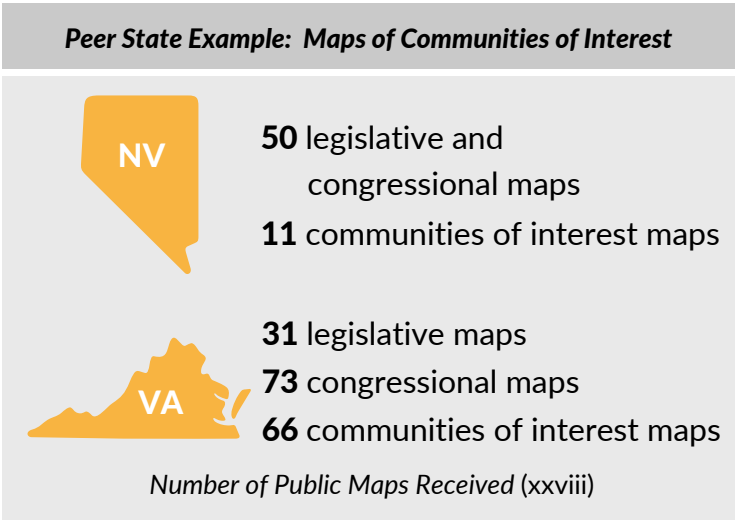 Peer State Example: Maps of Communities of Interest
NV
50 legislative and
congressional maps
11 communities of interest maps
VA
31 legislative maps
73 congressional maps
66 communities of interest maps
Number of Public Maps Received (xxviii)